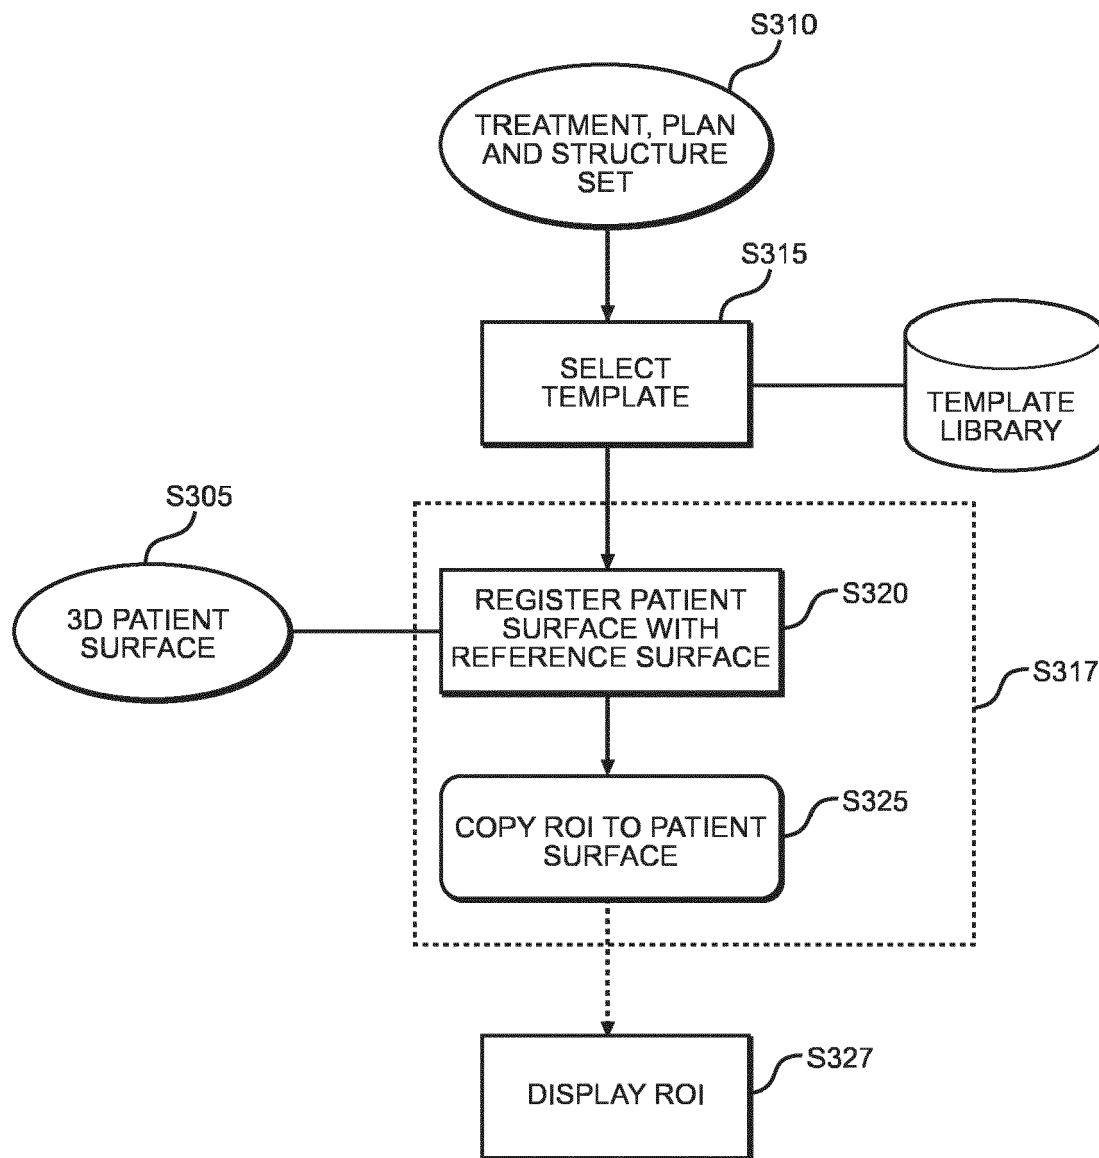 S310
TREATMENT, PLAN
AND STRUCTURE
SET
S315
SELECT
TEMPLATE
TEMPLATE
LIBRARY
S305
3D PATIENT
SURFACE
REGISTER PATIENT
SURFACE WITH
REFERENCE SURFACE
S320
S317
COPY ROI TO PATIENT
SURFACE
S325
DISPLAY ROI
S327